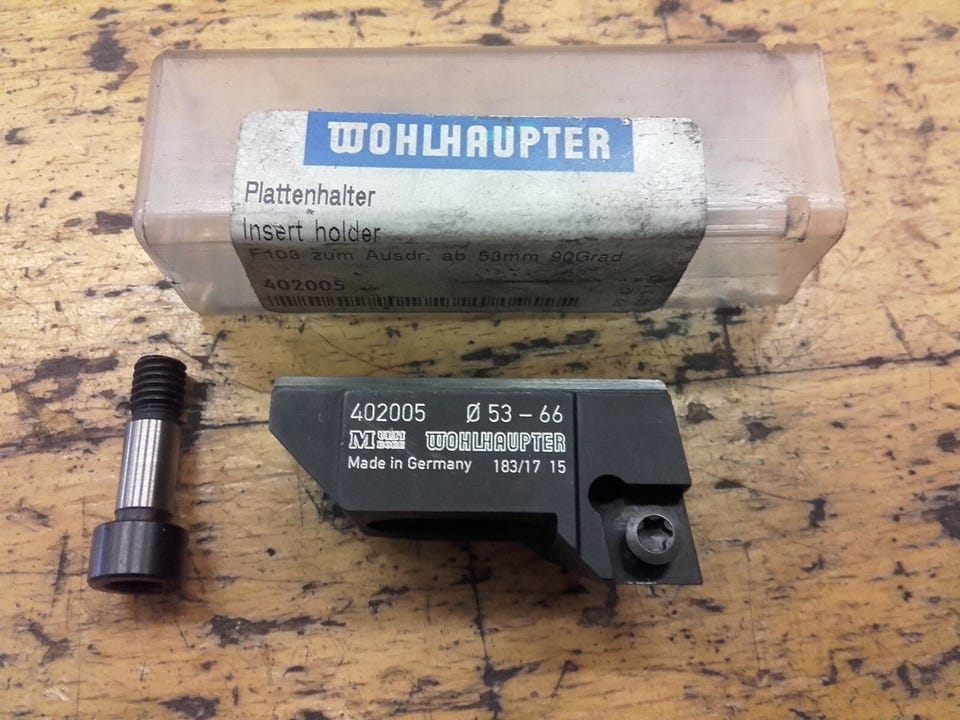 WOHLHAUPTER
Plattenhalter
Insert holder
F103 zum Ausdr. ab 53mm 90Grad
402005
402005 Ø 53 – 66
M WOHLHAUPTER
Made in Germany 183/17 15